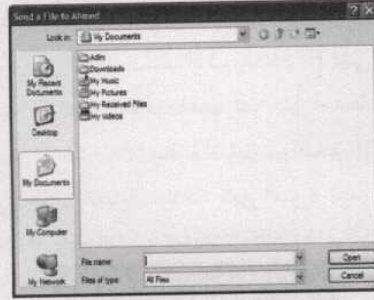 Send a File to Ahmed
Look in:
My Documents
My Recent
Documents
Desktop
My Documents
My Computer
My Network
Adim
Downloads
My Music
My Pictures
My Received Files
My Videos
File name:
Open
Files of type:
All Files
Cancel